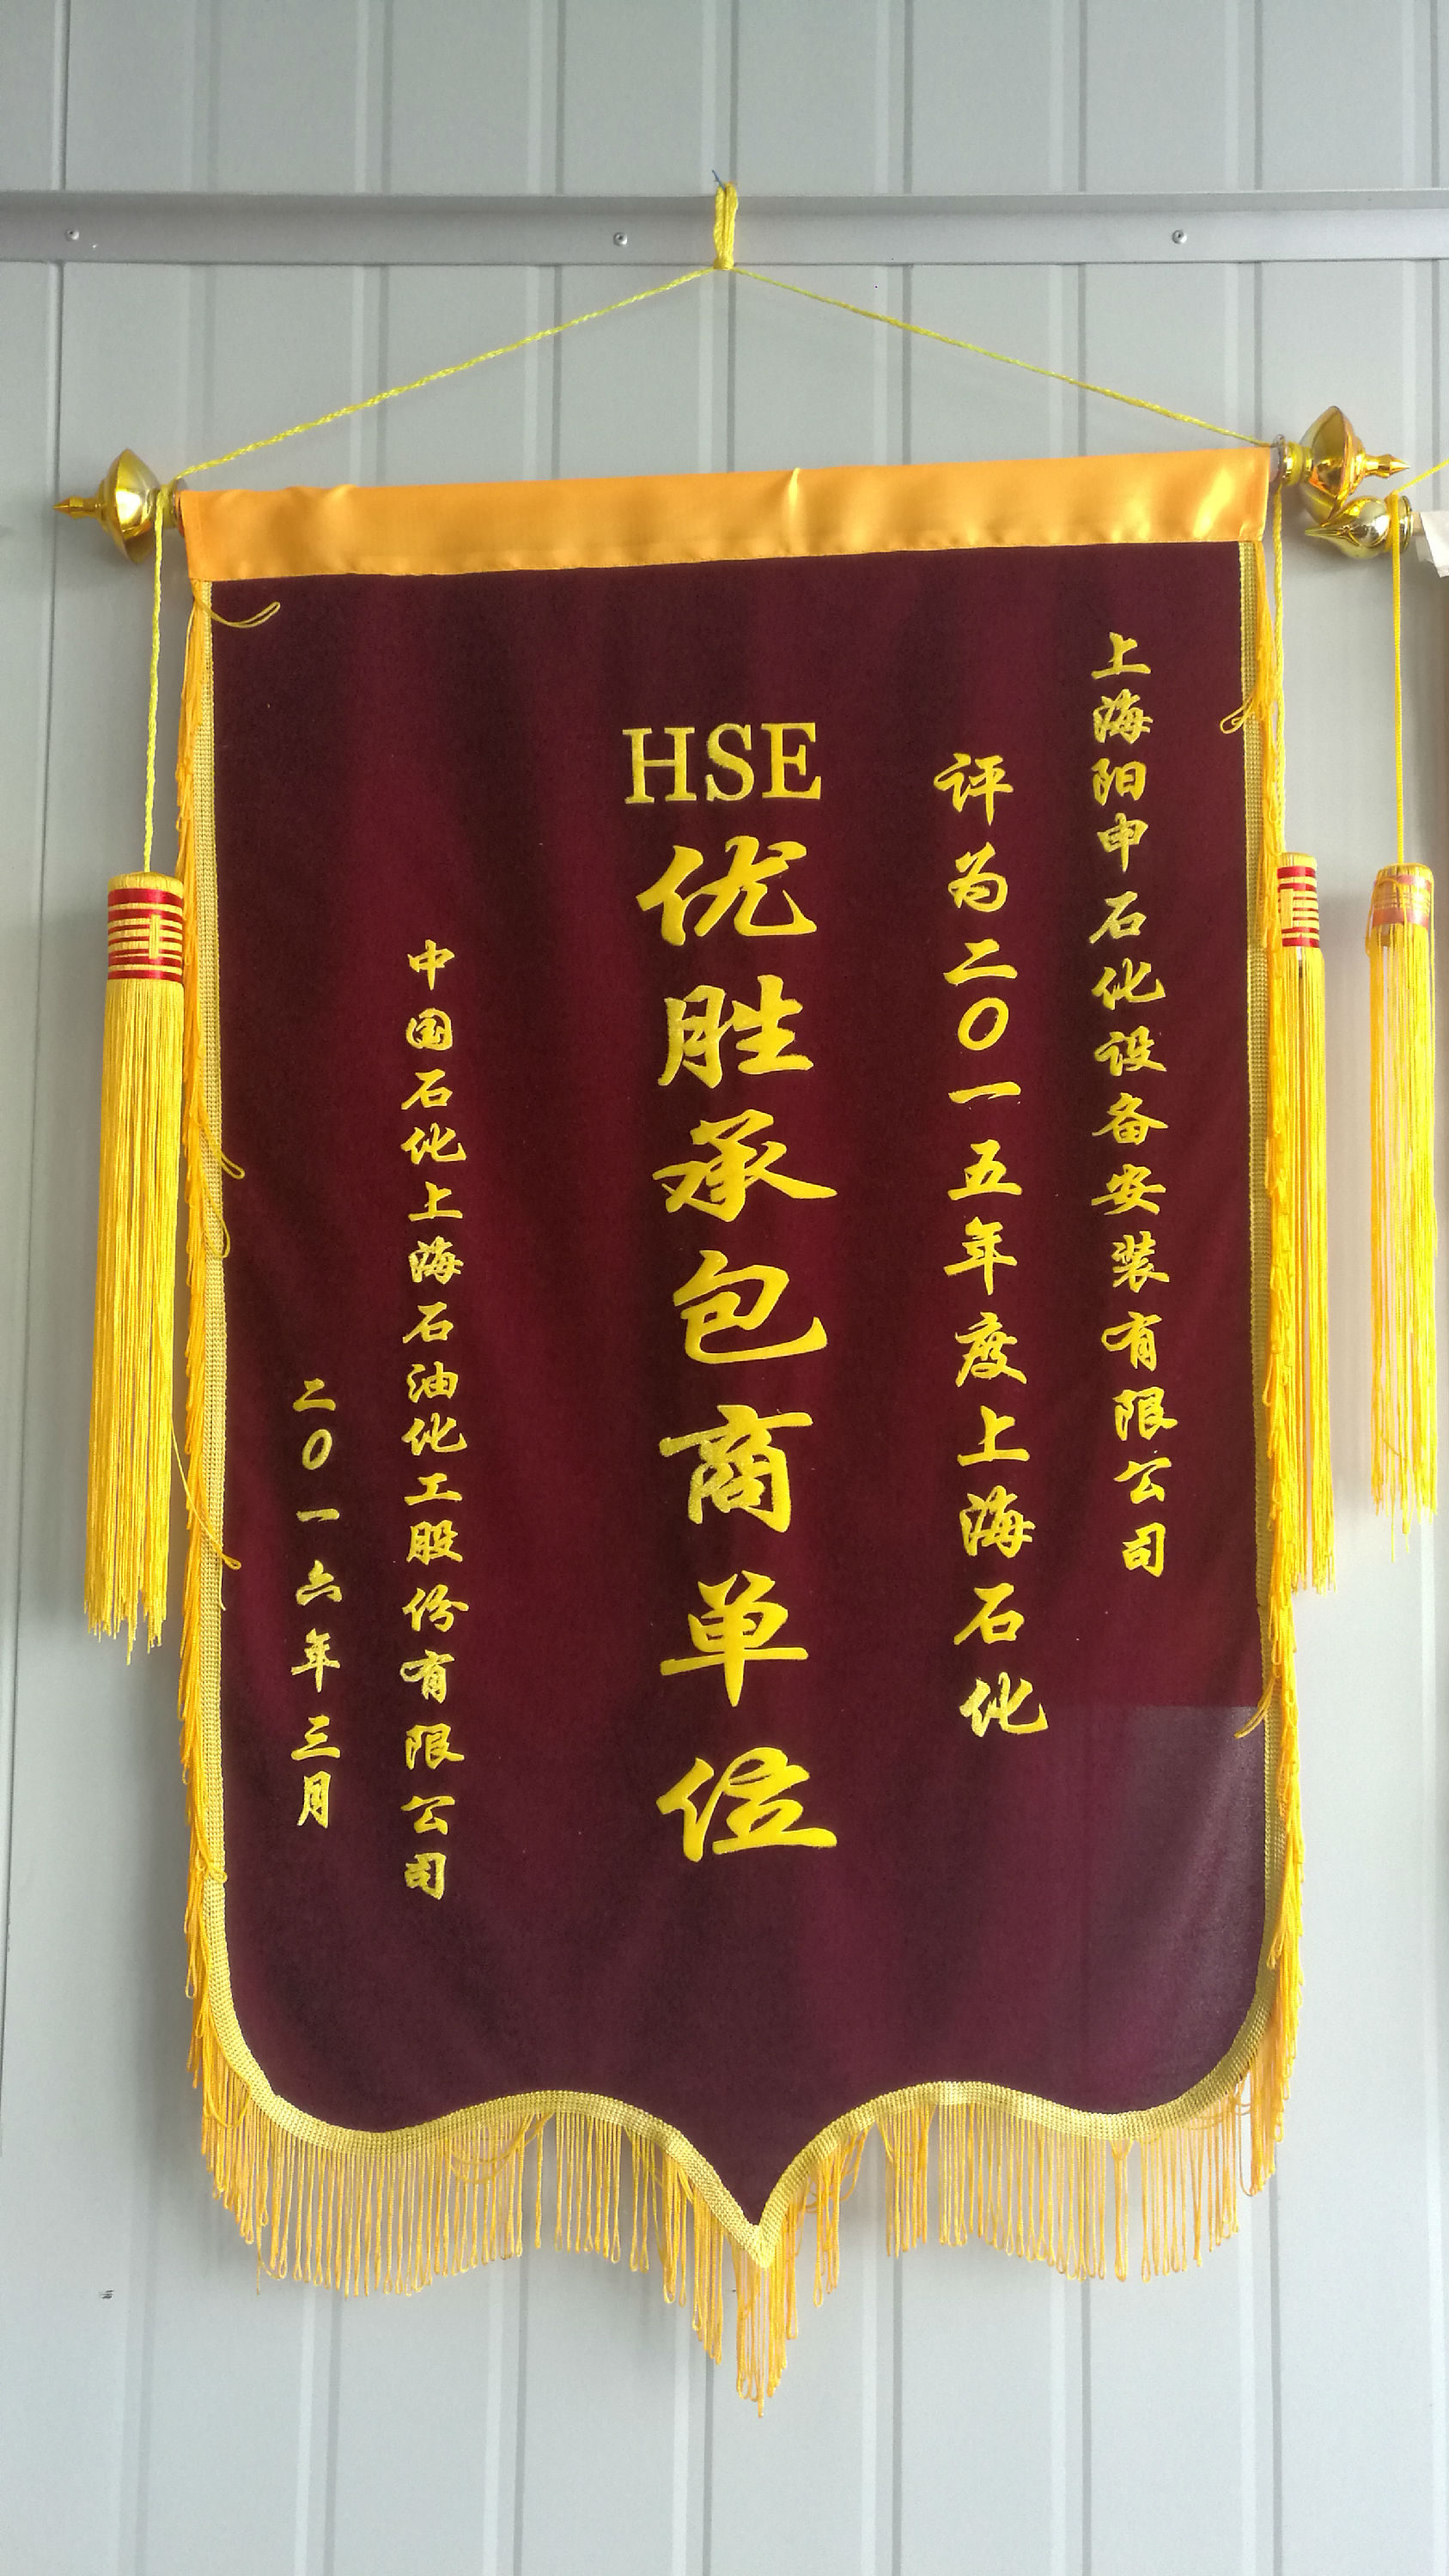 上海阳申石化设备安装有限公司
评为二0一五年度上海石化
HSE
优胜承包商单位
中国石化上海石油化工股份有限公司
二0一六年三月